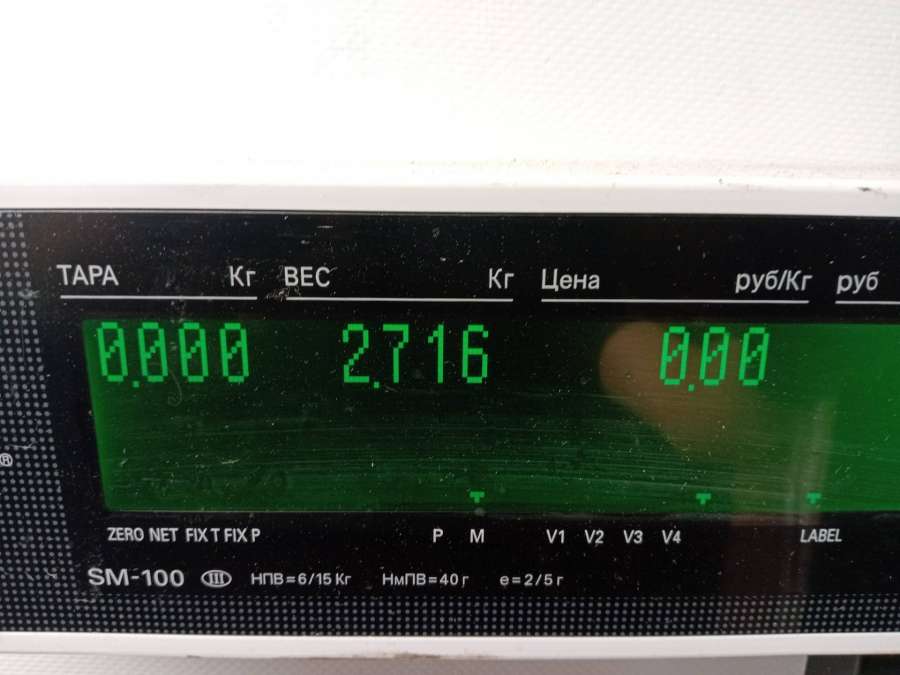 ТАРА Кг ВЕС Кг Цена руб/Кг руб
0.000 2.716 0.00
ZERO NET FIX T FIX P P M V1 V2 V3 V4 LABEL
SM-100 III НПВ=6/15 Кг НмПВ=40 г e=2/5 г
®